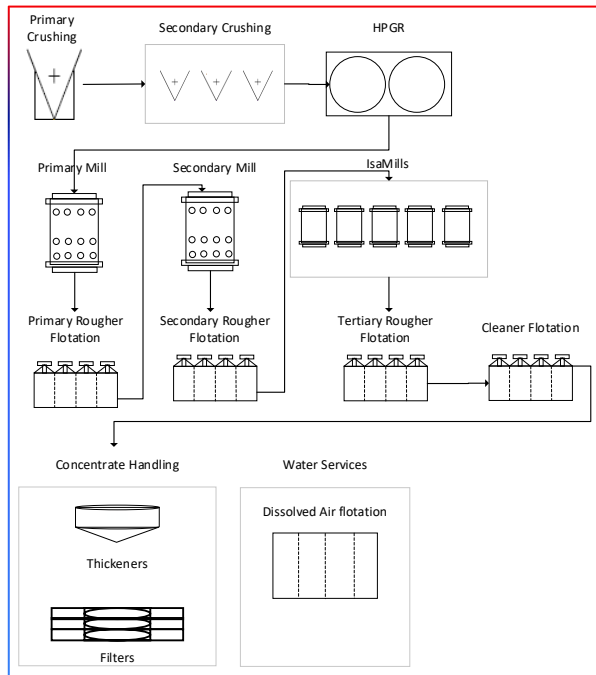 Primary
Crushing
Secondary Crushing
HPGR
Primary Mill
Secondary Mill
IsaMills
Primary Rougher
Flotation
Secondary Rougher
Flotation
Tertiary Rougher
Flotation
Cleaner Flotation
Concentrate Handling
Water Services
Dissolved Air flotation
Thickeners
Filters